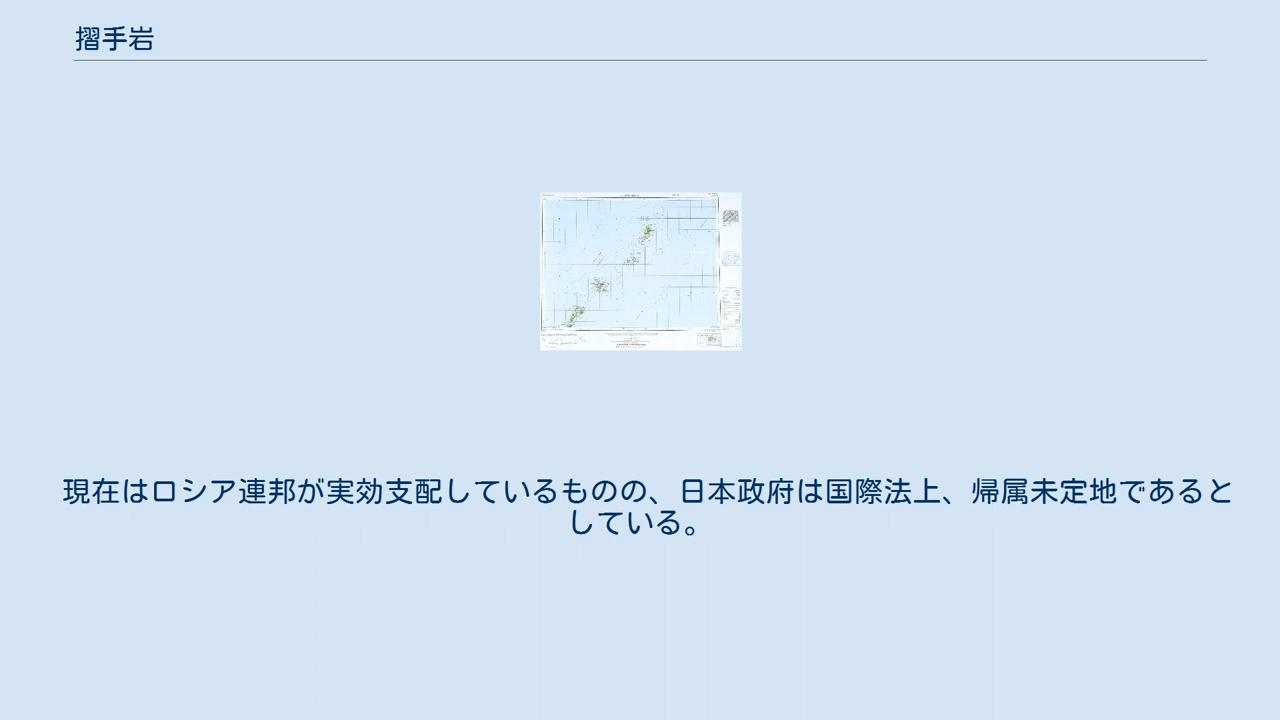 摺手岩
現在はロシア連邦が実効支配しているものの、日本政府は国際法上、帰属未定地であると
している。